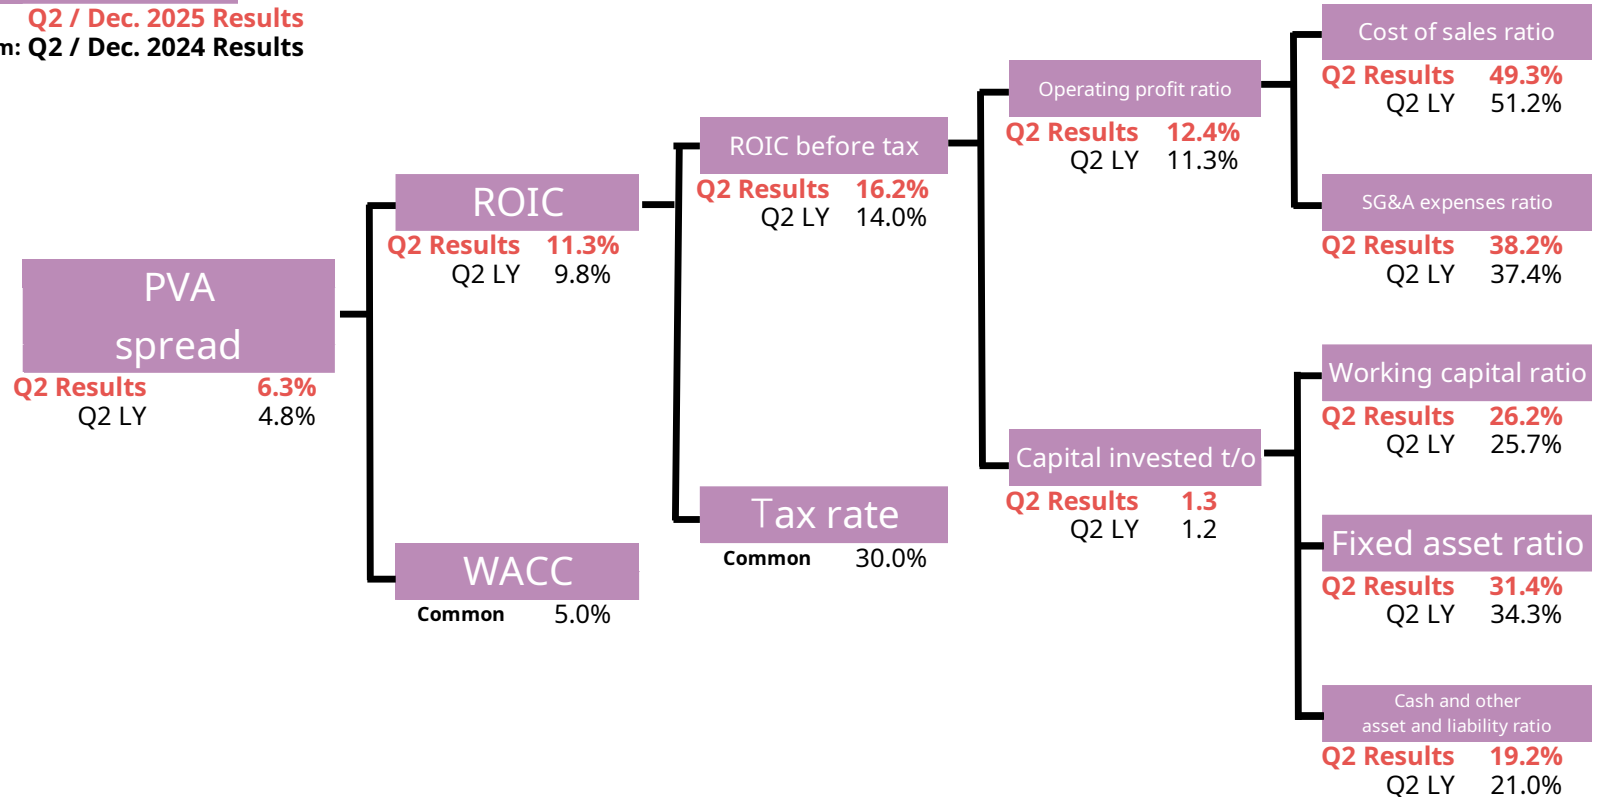 Q2 / Dec. 2025 Results
m: Q2 / Dec. 2024 Results
PVA
spread
Q2 Results 6.3%
Q2 LY 4.8%
ROIC
Q2 Results 11.3%
Q2 LY 9.8%
WACC
Common 5.0%
ROIC before tax
Q2 Results 16.2%
Q2 LY 14.0%
Tax rate
Common 30.0%
Operating profit ratio
Q2 Results 12.4%
Q2 LY 11.3%
Capital invested t/o
Q2 Results 1.3
Q2 LY 1.2
Cost of sales ratio
Q2 Results 49.3%
Q2 LY 51.2%
SG&A expenses ratio
Q2 Results 38.2%
Q2 LY 37.4%
Working capital ratio
Q2 Results 26.2%
Q2 LY 25.7%
Fixed asset ratio
Q2 Results 31.4%
Q2 LY 34.3%
Cash and other
asset and liability ratio
Q2 Results 19.2%
Q2 LY 21.0%